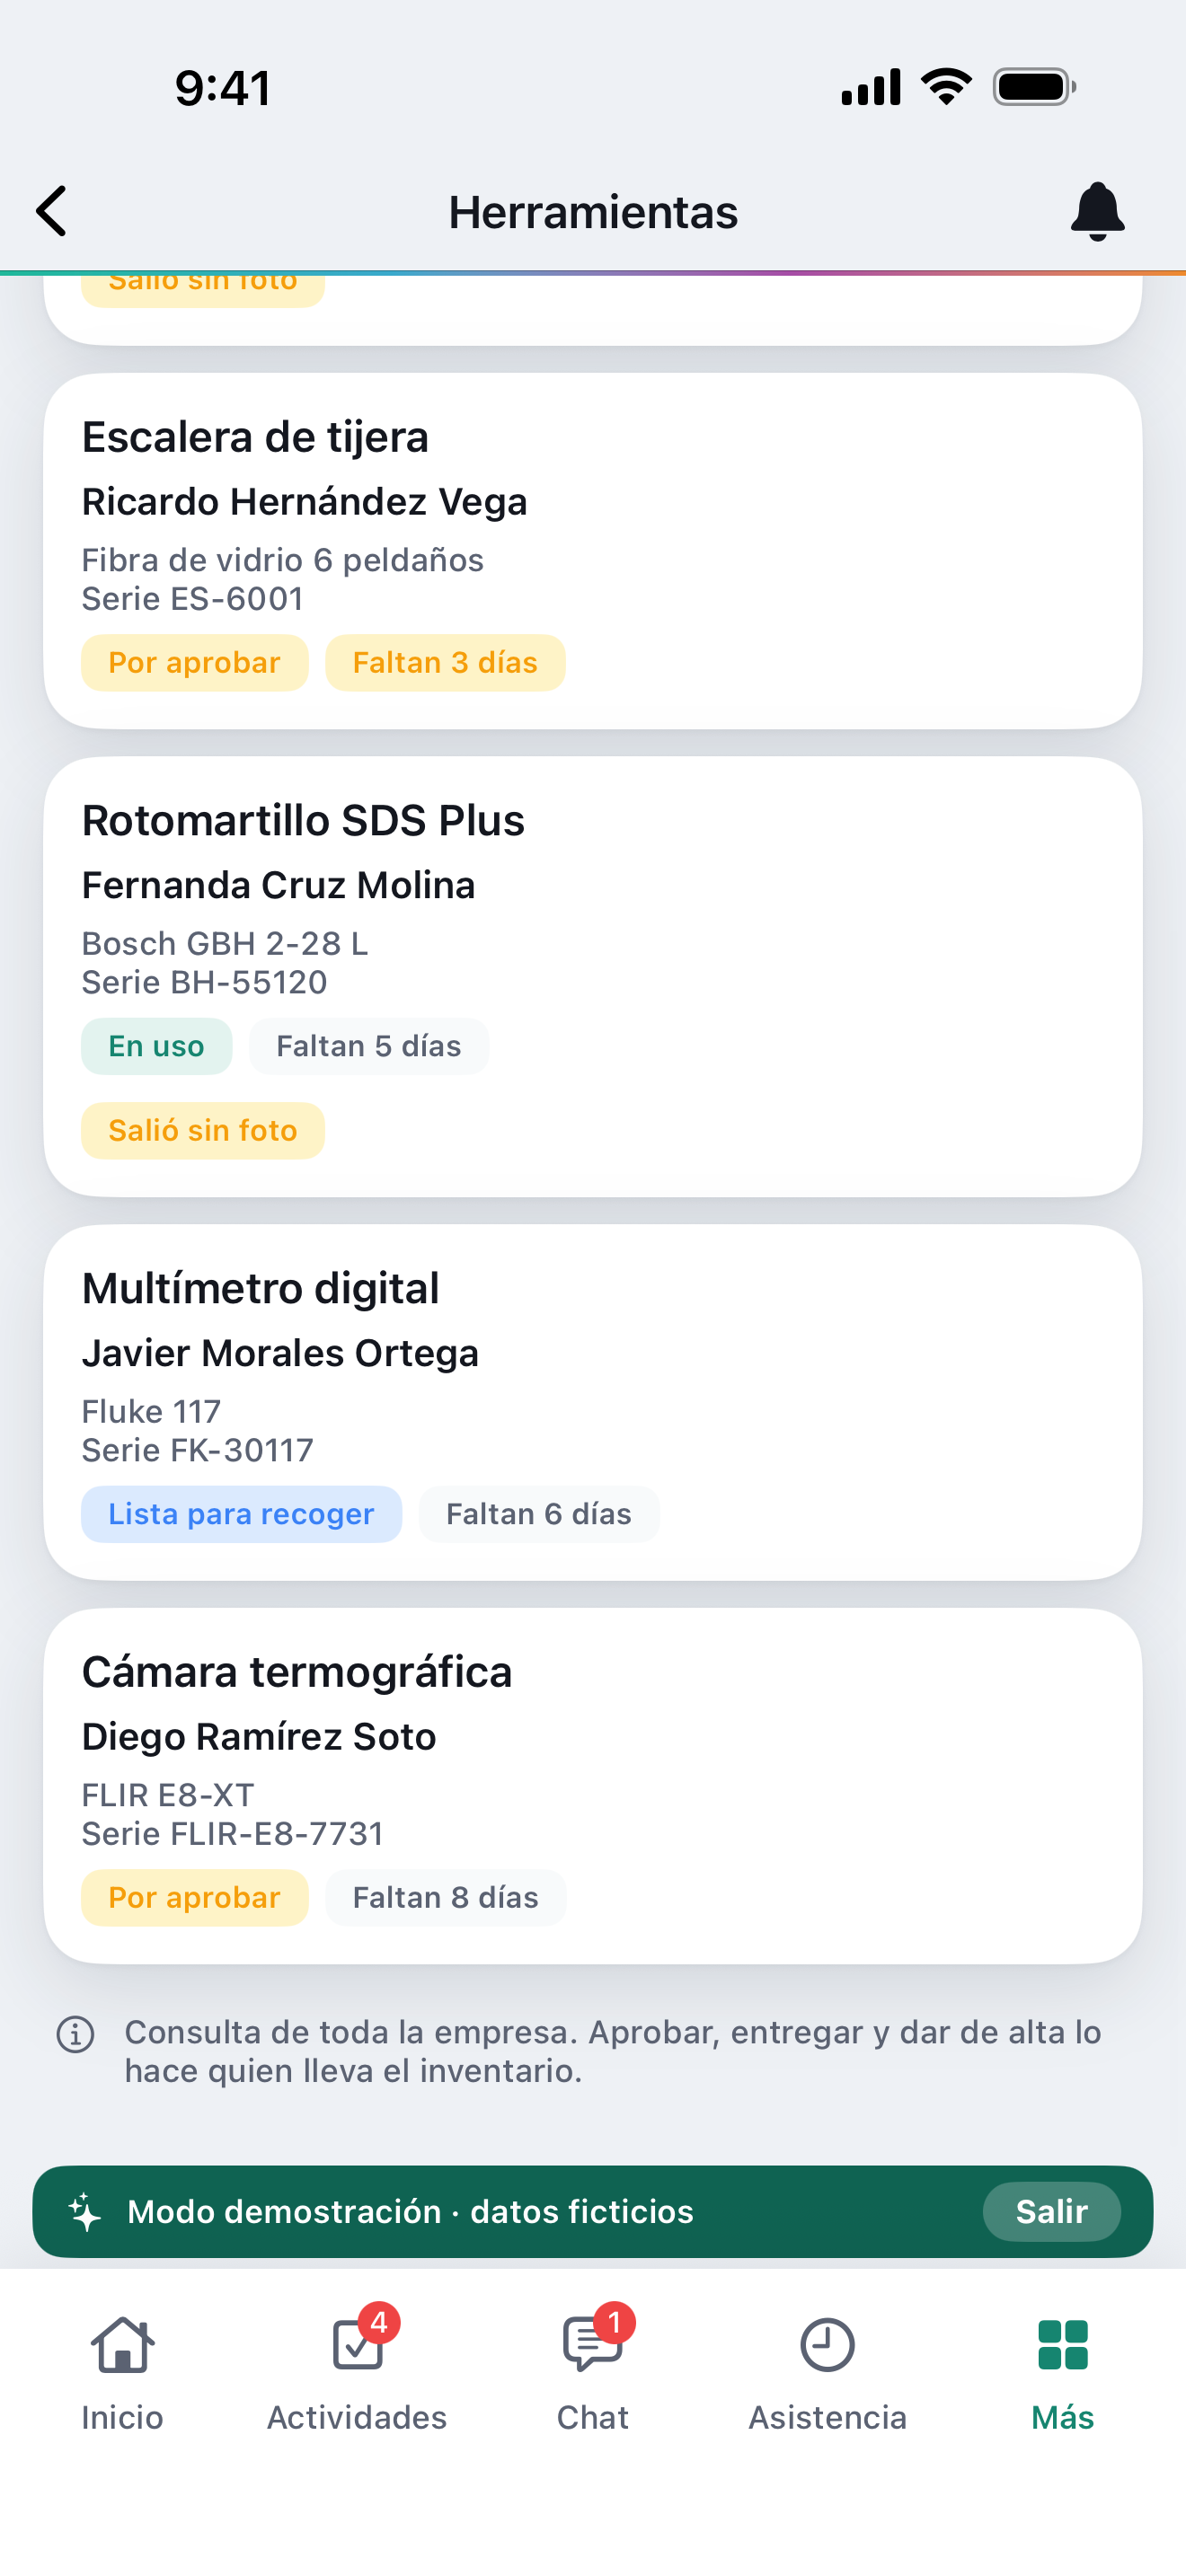 9:41
Herramientas
Salió sin foto
Escalera de tijera
Ricardo Hernández Vega
Fibra de vidrio 6 peldaños
Serie ES-6001
Por aprobar Faltan 3 días
Rotomartillo SDS Plus
Fernanda Cruz Molina
Bosch GBH 2-28 L
Serie BH-55120
En uso Faltan 5 días
Salió sin foto
Multímetro digital
Javier Morales Ortega
Fluke 117
Serie FK-30117
Lista para recoger Faltan 6 días
Cámara termográfica
Diego Ramírez Soto
FLIR E8-XT
Serie FLIR-E8-7731
Por aprobar Faltan 8 días
Consulta de toda la empresa. Aprobar, entregar y dar de alta lo
hace quien lleva el inventario.
Modo demostración · datos ficticios Salir
4 1
Inicio Actividades Chat Asistencia Más